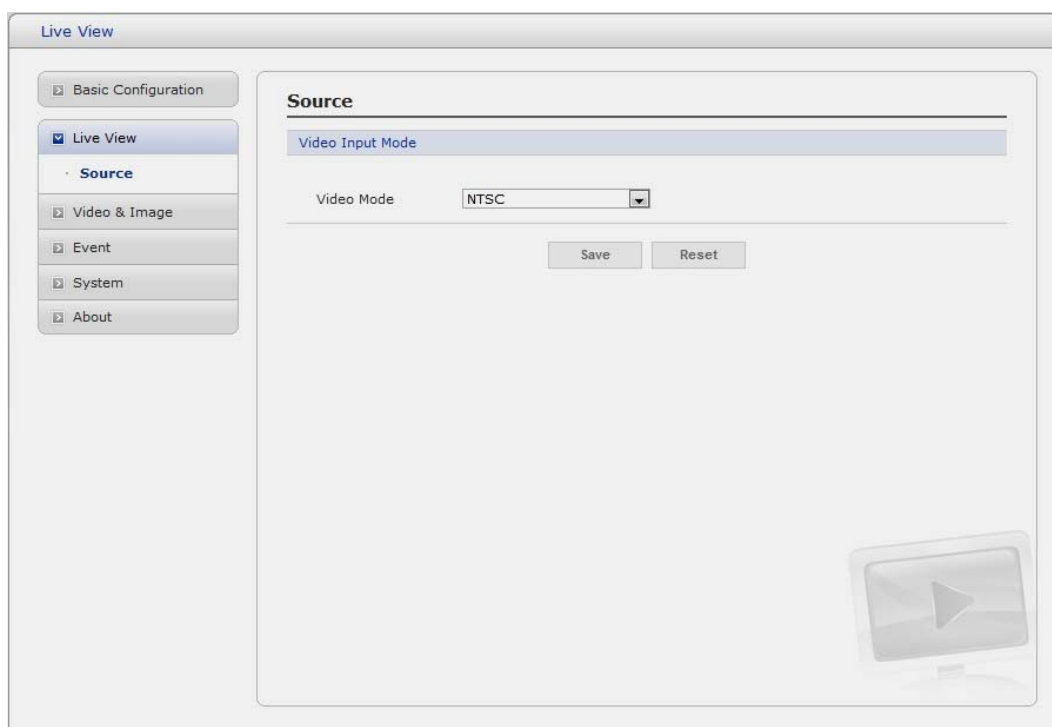 Live View
Basic Configuration
Live View
· Source
Video & Image
Event
System
About
Source
Video Input Mode
Video Mode NTSC
Save Reset